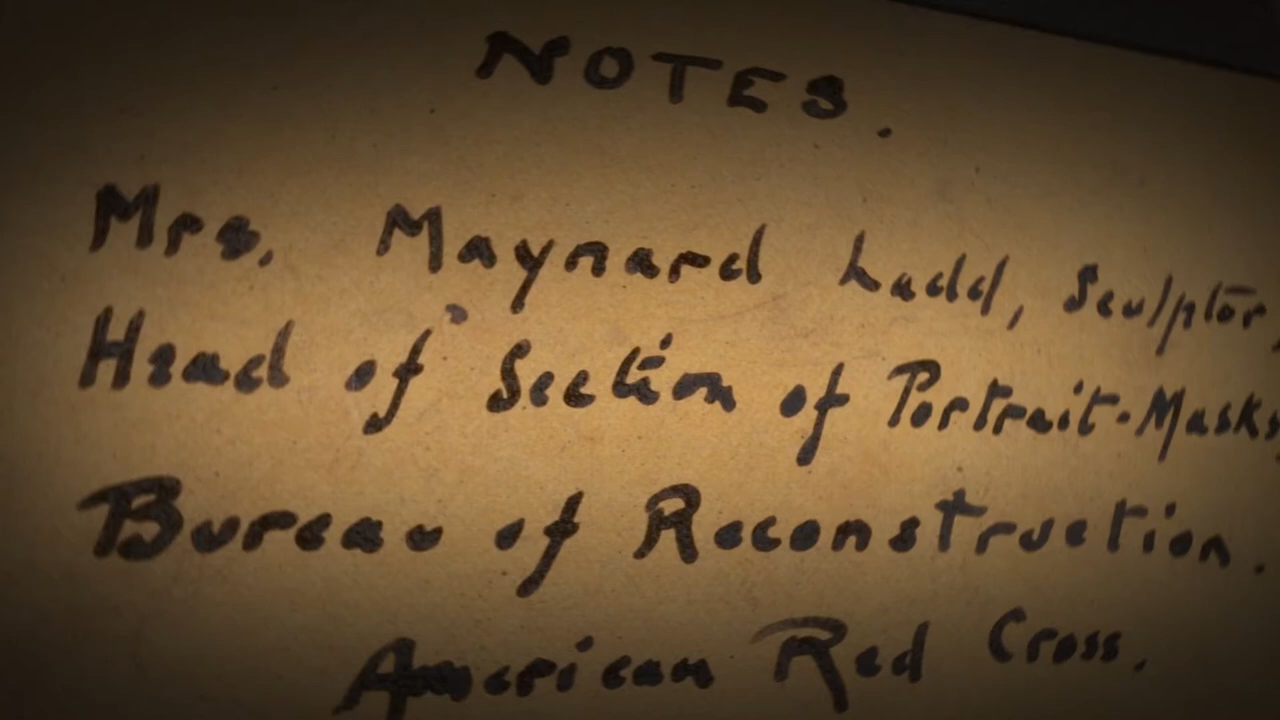 NOTES.
Mrs. Maynard Ladd, Sculptor,
Head of Section of Portrait-Masks
Bureau of Reconstruction.
American Red Cross.